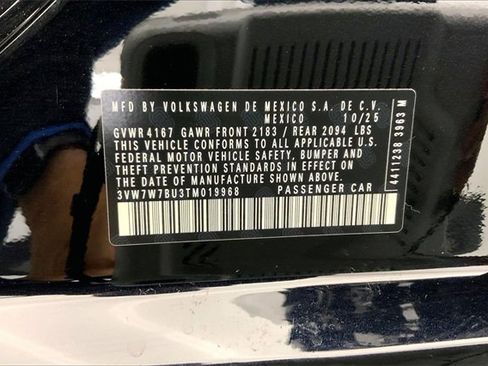 MFD BY VOLKSWAGEN DE MEXICO S.A. DE C.V.
MEXICO 10/25
GVWR 4167 GAWR FRONT 2183 / REAR 2094 LBS
THIS VEHICLE CONFORMS TO ALL APPLICABLE U.S.
FEDERAL MOTOR VEHICLE SAFETY, BUMPER AND
THEFT PREVENTION STANDARDS IN EFFECT ON
THE DATE OF MANUFACTURE SHOWN ABOVE.
3VW7W7BU3TM019968 PASSENGER CAR
4411238 3963 M